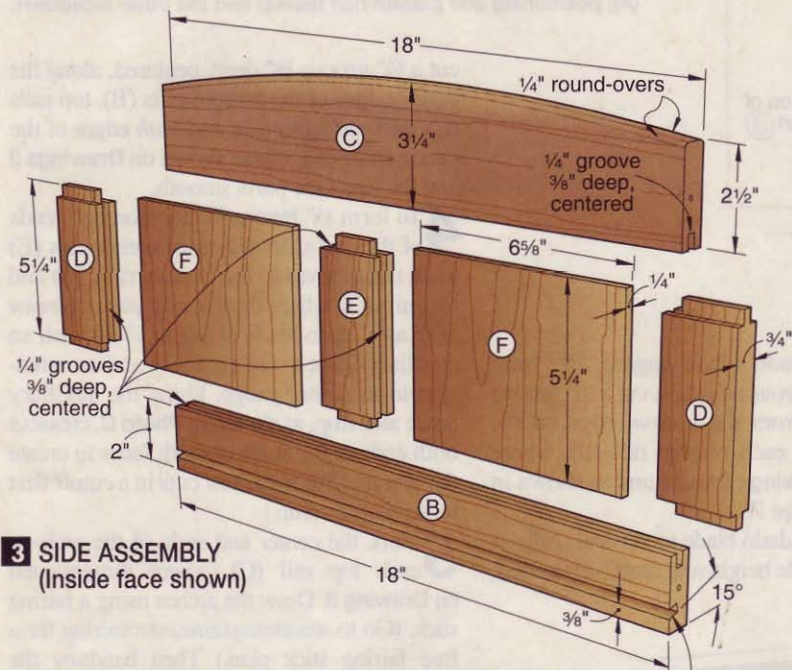 18"
1/4" round-overs
C
3 1/4"
1/4" groove
3/8" deep,
centered
2 1/2"
D
5 1/4"
F
E
6 5/8"
1/4"
F
5 1/4"
3/4"
D
1/4" grooves
3/8" deep,
centered
2"
B
18"
3/8"
15°
3 SIDE ASSEMBLY
(Inside face shown)